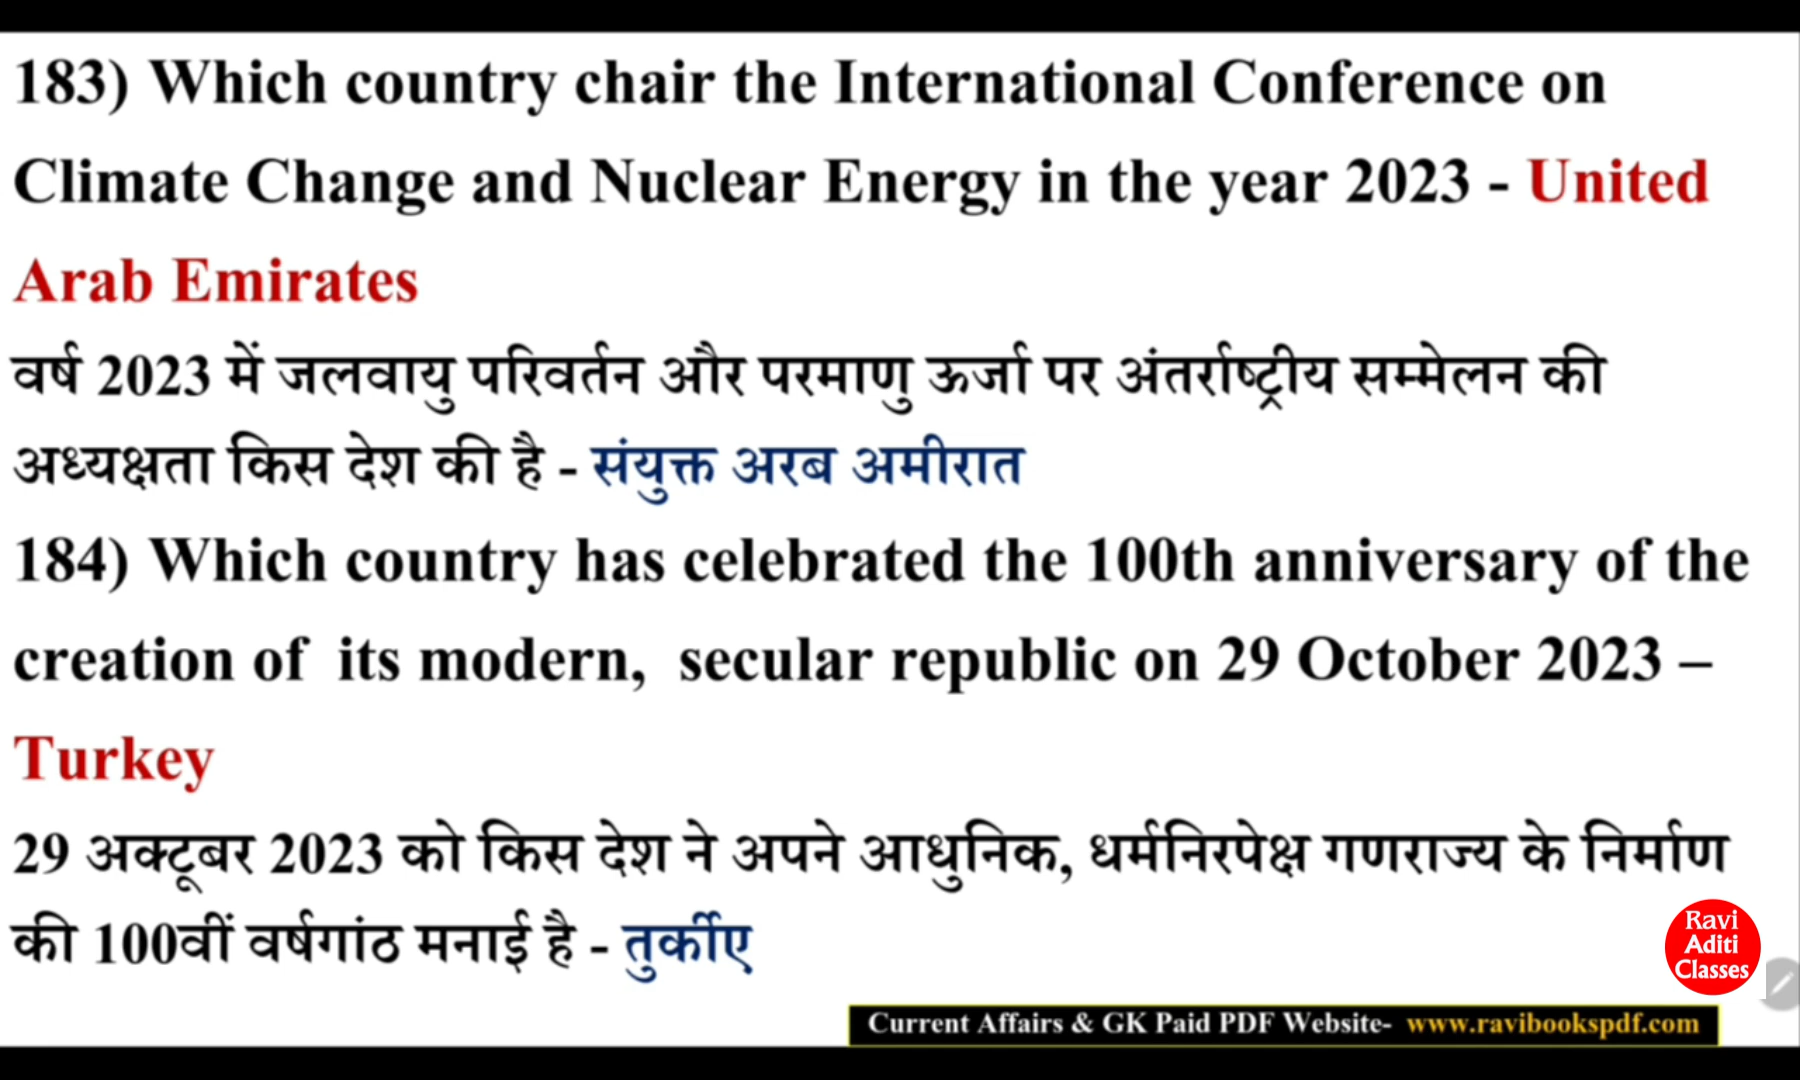 183) Which country chair the International Conference on
Climate Change and Nuclear Energy in the year 2023 - United
Arab Emirates
वर्ष 2023 में जलवायु परिवर्तन और परमाणु ऊर्जा पर अंतर्राष्ट्रीय सम्मेलन की
अध्यक्षता किस देश की है - संयुक्त अरब अमीरात
184) Which country has celebrated the 100th anniversary of the
creation of its modern, secular republic on 29 October 2023 –
Turkey
29 अक्टूबर 2023 को किस देश ने अपने आधुनिक, धर्मनिरपेक्ष गणराज्य के निर्माण
की 100वीं वर्षगांठ मनाई है - तुर्कीए
Ravi
Aditi
Classes
Current Affairs & GK Paid PDF Website- www.ravibookspdf.com